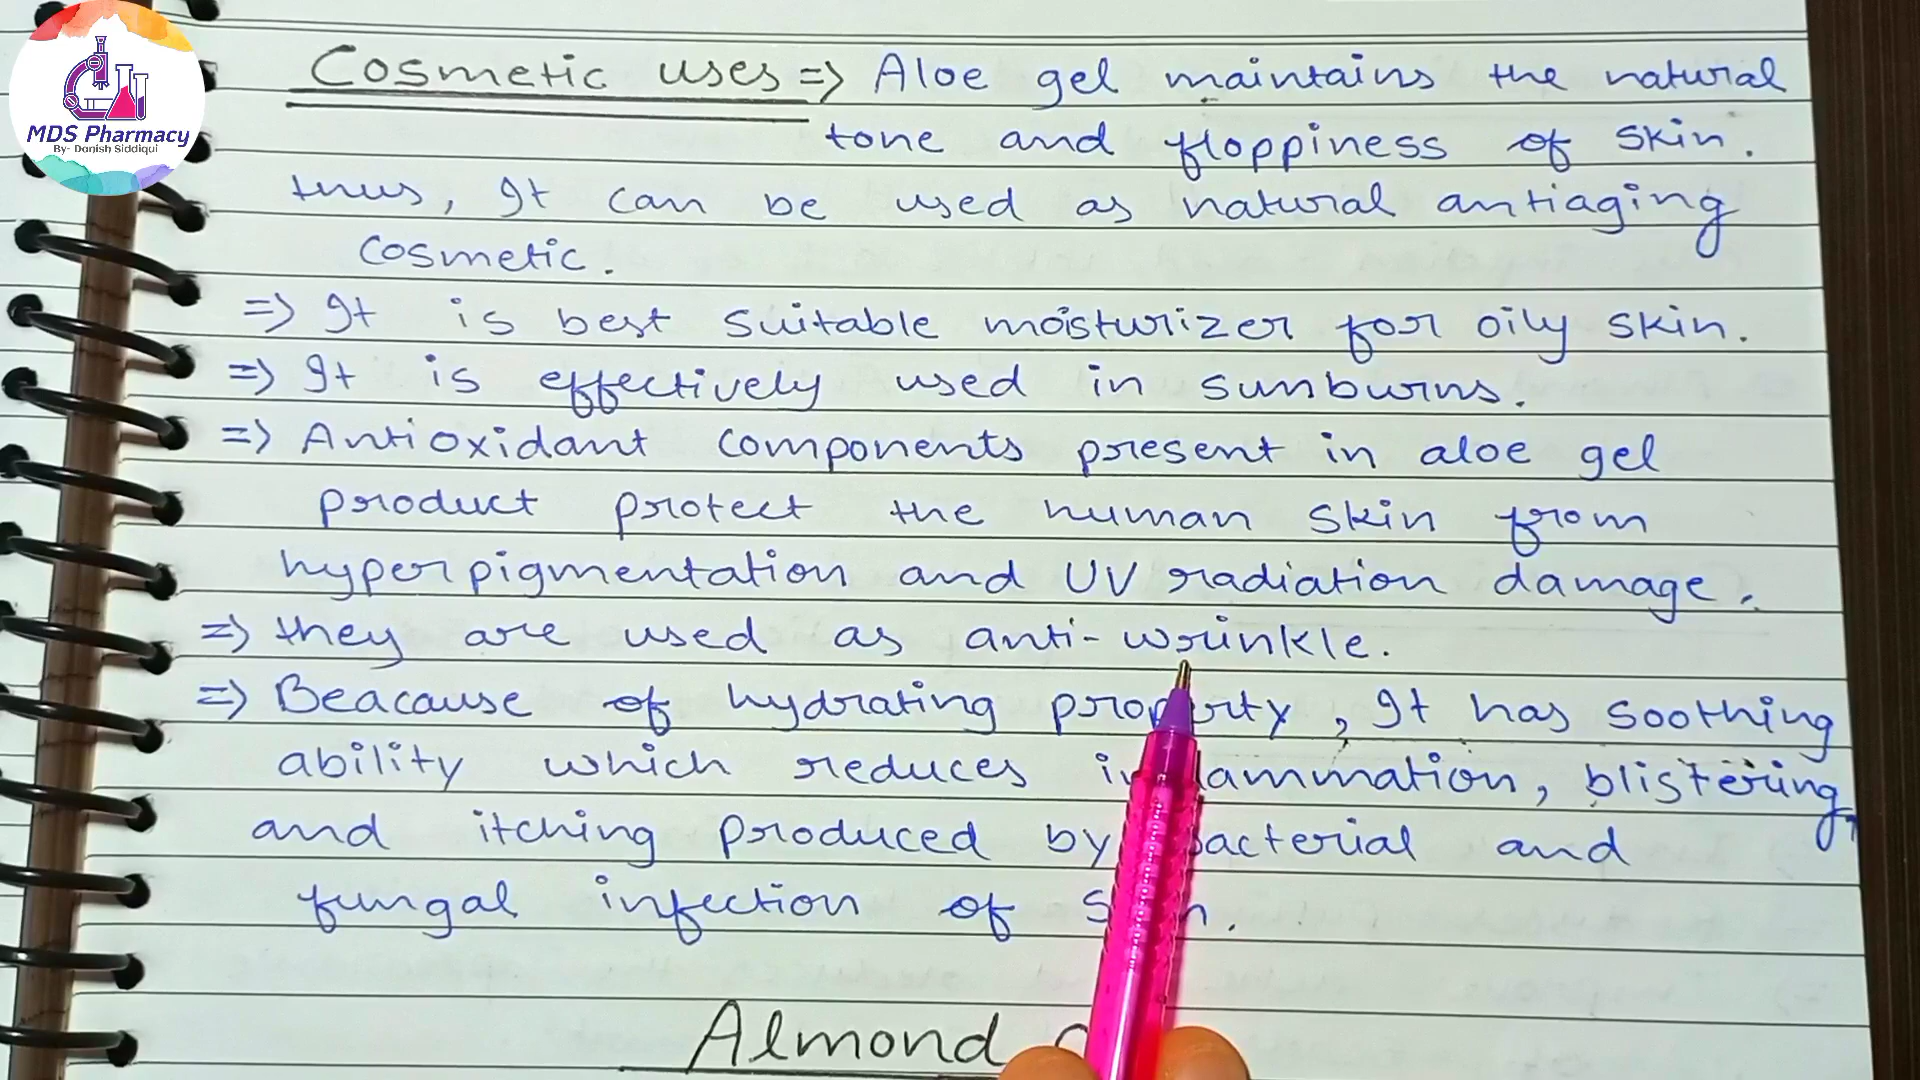 MDS Pharmacy
By- Danish Siddiqui
Cosmetic uses => Aloe gel maintains the natural
tone and floppiness of skin.
thus, It can be used as natural antiaging
cosmetic.
=> It is best suitable moisturizer for oily skin.
=> It is effectively used in sunburns.
=> Antioxidant components present in aloe gel
product protect the human skin from
hyperpigmentation and UV radiation damage.
=> they are used as anti-wrinkle.
=> Beacause of hydrating property, It has soothing
ability which reduces inflammation, blistering,
and itching produced by bacterial and
fungal infection of skin.
Almond